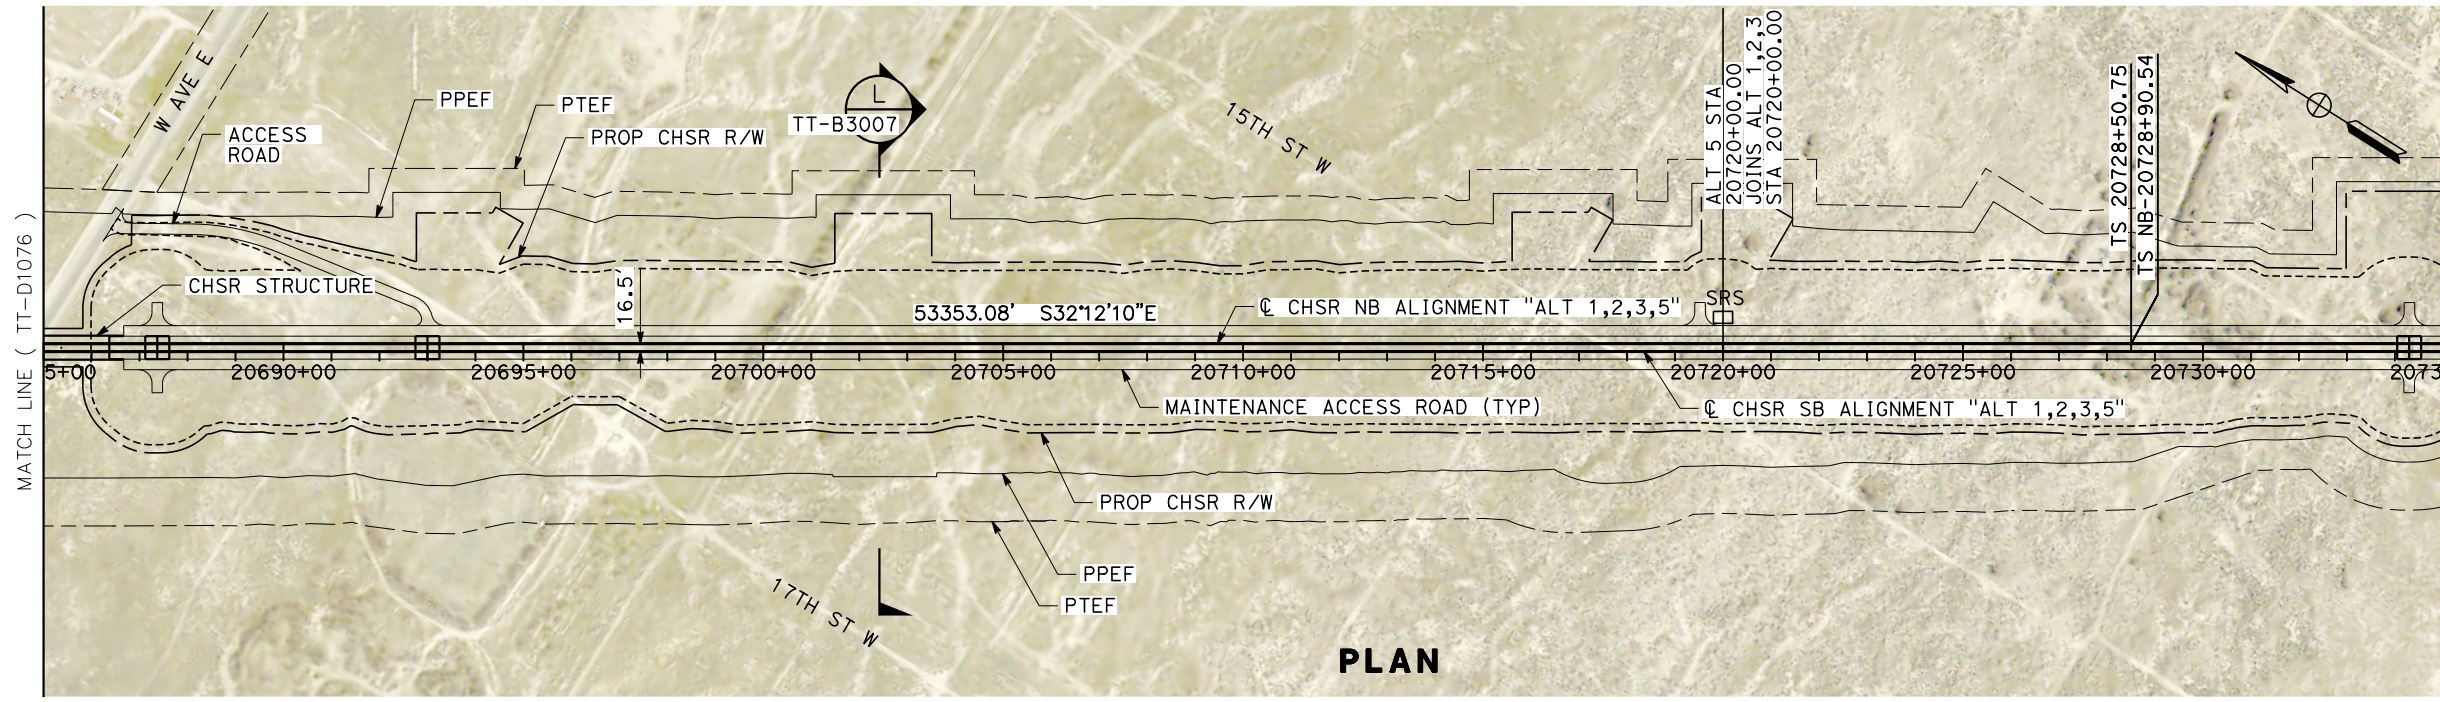 MATCH LINE ( TT-D1076 )
W AVE E
ACCESS
ROAD
PPEF
PTEF
PROP CHSR R/W
L
TT-B3007
15TH ST W
ALT 5 STA
20720+00.00
JOINS ALT 1,2,3
STA 20720+00.00
TS 20728+50.75
TS NB-20728+90.54
CHSR STRUCTURE
16.5
53353.08' S32°12'10"E
℄ CHSR NB ALIGNMENT "ALT 1,2,3,5"
SRS
5+00
20690+00
20695+00
20700+00
20705+00
20710+00
20715+00
20720+00
20725+00
20730+00
2073
MAINTENANCE ACCESS ROAD (TYP)
℄ CHSR SB ALIGNMENT "ALT 1,2,3,5"
PROP CHSR R/W
PPEF
PTEF
17TH ST W
PLAN